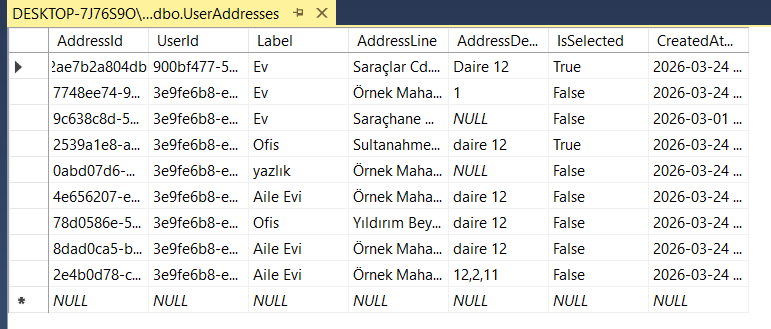 DESKTOP-7J76S9O\...dbo.UserAddresses
AddressId UserId Label AddressLine AddressDe... IsSelected CreatedAt...
2ae7b2a804db 900bf477-5... Ev Saraçlar Cd.... Daire 12 True 2026-03-24 ...
7748ee74-9... 3e9fe6b8-e... Ev Örnek Maha... 1 False 2026-03-24 ...
9c638c8d-5... 3e9fe6b8-e... Ev Saraçhane ... NULL False 2026-03-01 ...
2539a1e8-a... 3e9fe6b8-e... Ofis Sultanahme... daire 12 True 2026-03-24 ...
0abd07d6-... 3e9fe6b8-e... yazlık Örnek Maha... NULL False 2026-03-24 ...
4e656207-e... 3e9fe6b8-e... Aile Evi Örnek Maha... daire 12 False 2026-03-24 ...
78d0586e-5... 3e9fe6b8-e... Ofis Yıldırım Bey... daire 12 False 2026-03-24 ...
8dad0ca5-b... 3e9fe6b8-e... Aile Evi Örnek Maha... daire 12 False 2026-03-24 ...
2e4b0d78-c... 3e9fe6b8-e... Aile Evi Örnek Maha... 12,2,11 False 2026-03-24 ...
NULL NULL NULL NULL NULL NULL NULL